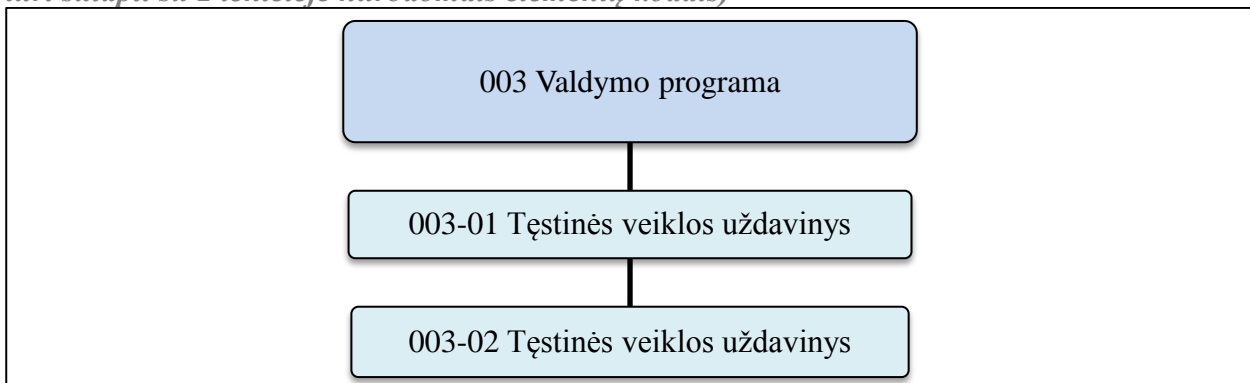 003 Valdymo programa
003-01 Tęstinės veiklos uždavinys
003-02 Tęstinės veiklos uždavinys